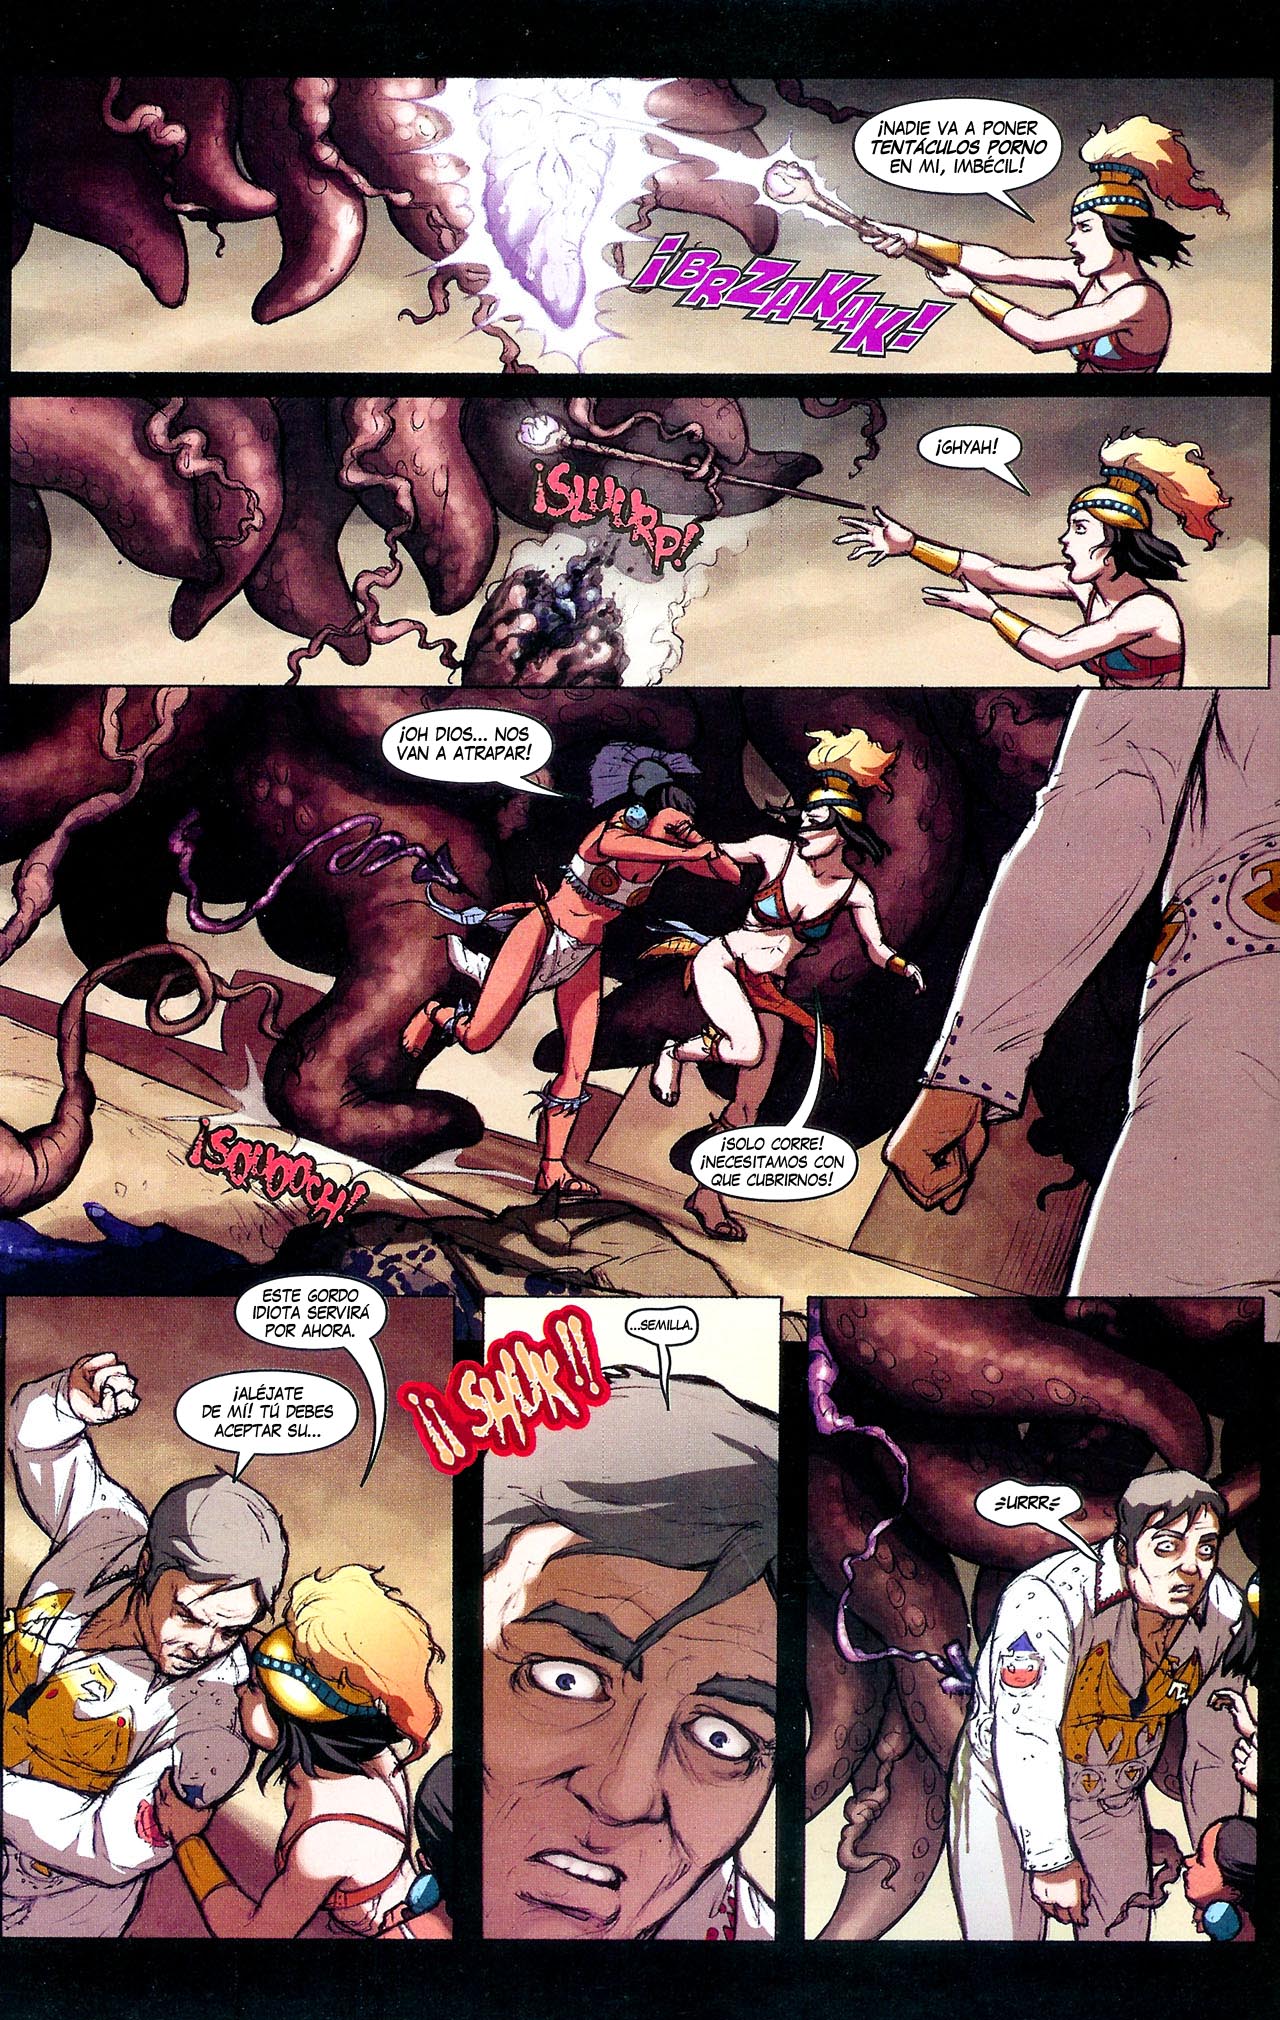 ¡NADIE VA A PONER
TENTÁCULOS PORNO
EN MI, IMBÉCIL!
¡BRZAKAK!
¡GHYAH!
¡SLUURP!
¡OH DIOS... NOS
VAN A ATRAPAR!
¡SOLO CORRE!
¡NECESITAMOS CON
QUE CUBRIRNOS!
¡SQUOOCH!
ESTE GORDO
IDIOTA SERVIRÁ
POR AHORA.
¡ALÉJATE
DE MÍ! TÚ DEBES
ACEPTAR SU...
¡¡SHUK!!
...SEMILLA.
URRR